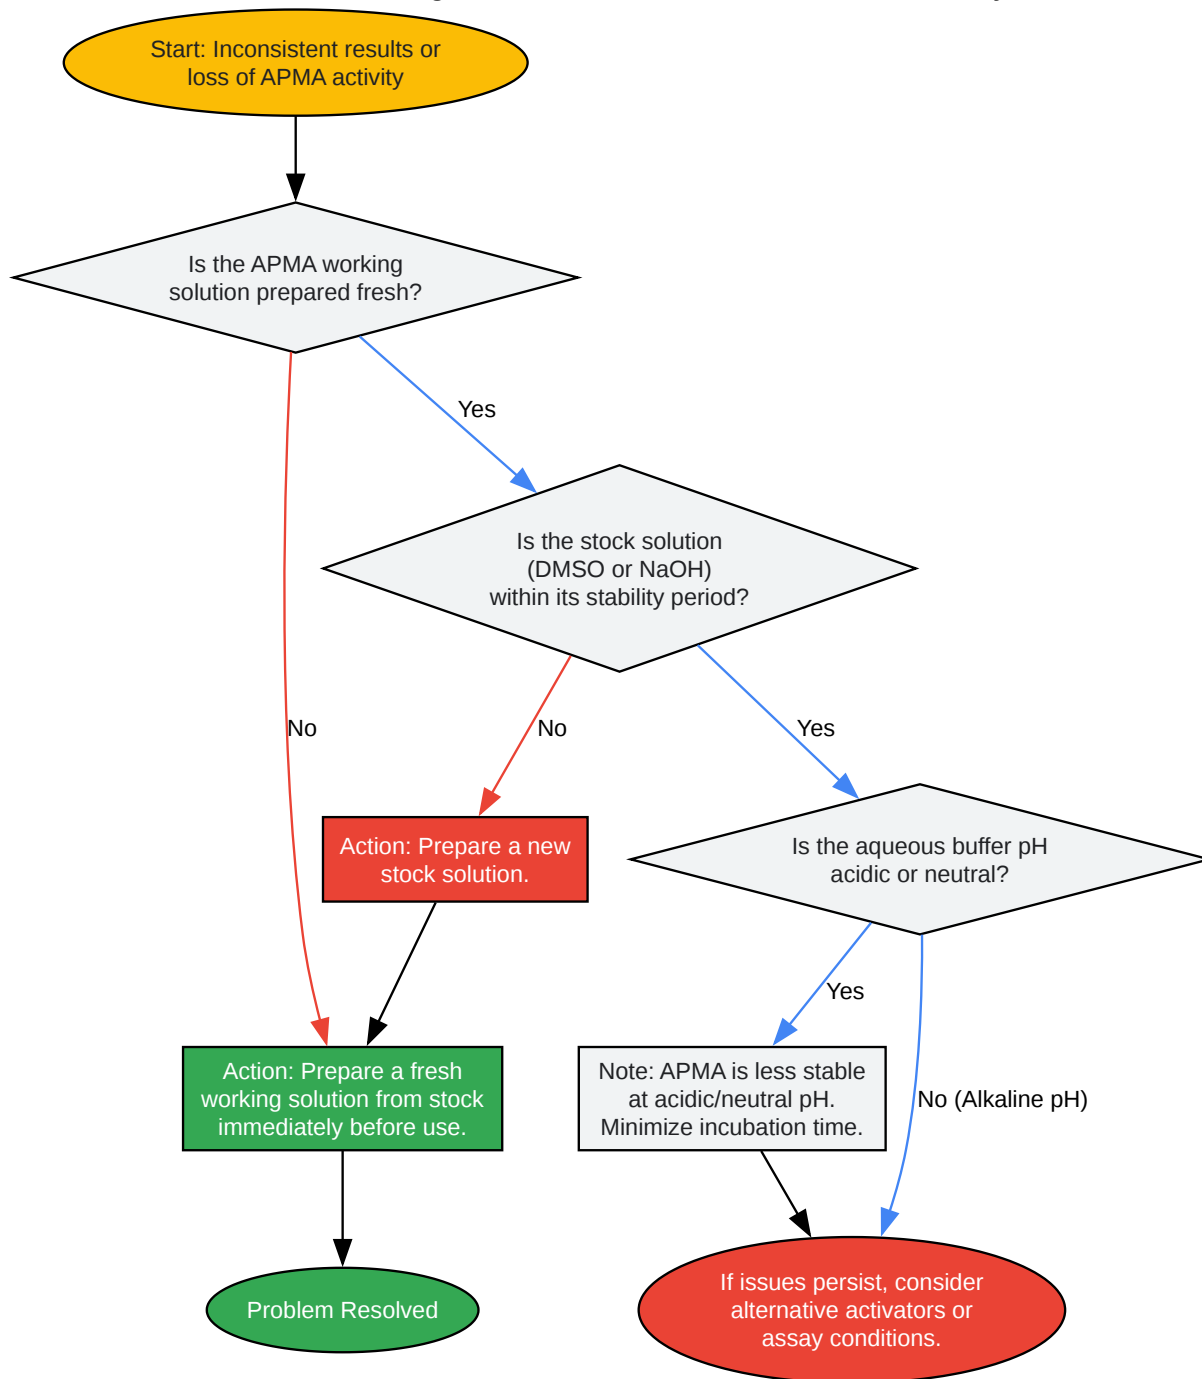 Start: Inconsistent results or
loss of APMA activity
Is the APMA working
solution prepared fresh?
Yes
Is the stock solution
(DMSO or NaOH)
within its stability period?
No
No
Yes
Action: Prepare a new
stock solution.
Is the aqueous buffer pH
acidic or neutral?
Yes
Action: Prepare a fresh
working solution from stock
immediately before use.
Note: APMA is less stable
at acidic/neutral pH.
Minimize incubation time.
No (Alkaline pH)
Problem Resolved
If issues persist, consider
alternative activators or
assay conditions.